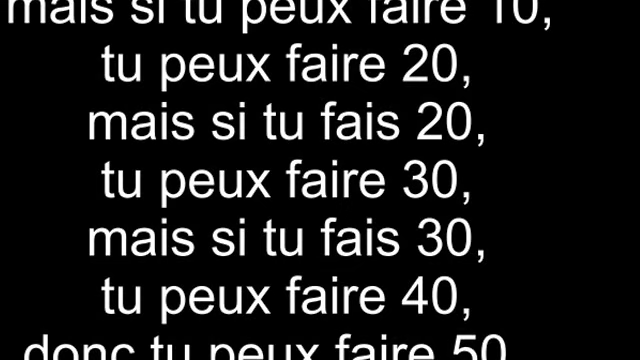 mais si tu peux faire 10,
tu peux faire 20,
mais si tu fais 20,
tu peux faire 30,
mais si tu fais 30,
tu peux faire 40,
donc tu peux faire 50